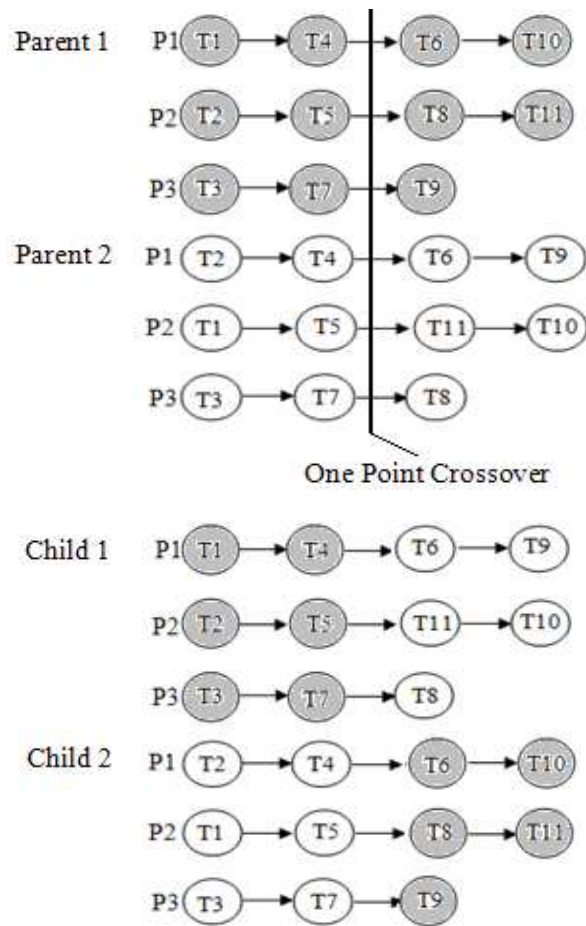 Parent 1 P1 T1 T4 T6 T10
P2 T2 T5 T8 T11
P3 T3 T7 T9
Parent 2 P1 T2 T4 T6 T9
P2 T1 T5 T11 T10
P3 T3 T7 T8
One Point Crossover
Child 1 P1 T1 T4 T6 T9
P2 T2 T5 T11 T10
P3 T3 T7 T8
Child 2 P1 T2 T4 T6 T10
P2 T1 T5 T8 T11
P3 T3 T7 T9